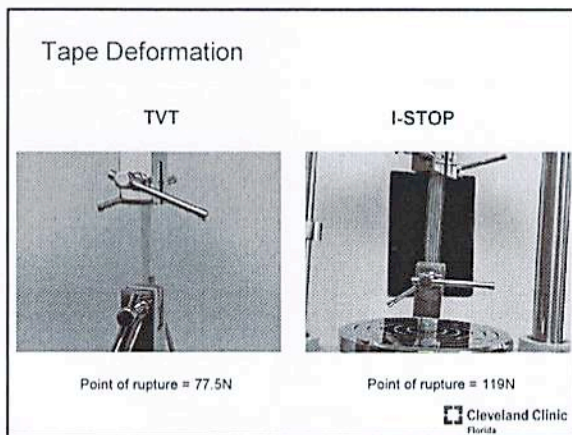 Tape Deformation
TVT
I-STOP
Point of rupture = 77.5N
Point of rupture = 119N
Cleveland Clinic
Florida